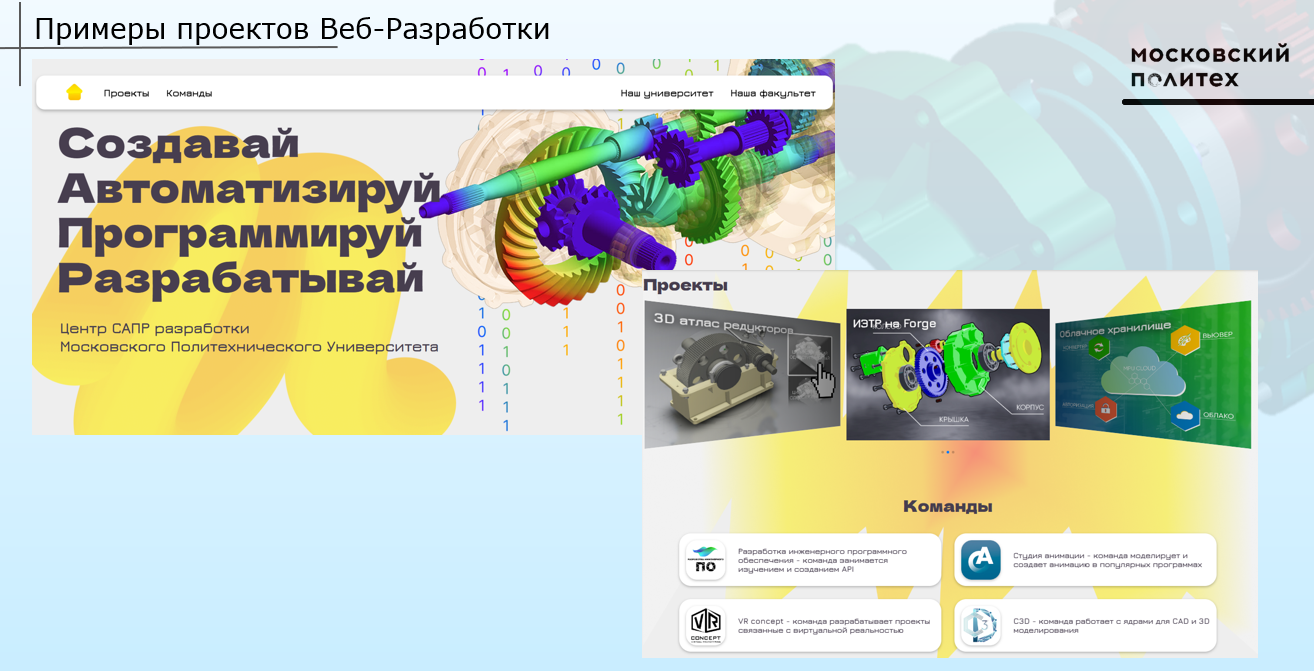 Примеры проектов Веб-Разработки
московский
политех
Проекты
Команды
Наш университет
Наша факультет
Создавай
Автоматизируй
Программируй
Разрабатывай
Центр САПР разработки
Московского Политехнического Университета
Проекты
3D атлас редукторов
ИЭТР на Forge
КРЫШКА
КОРПУС
Облачное хранилище
ВЬЮВЕР
ОБЛАКО
Команды
ПО
Разработка инженерного программного
обеспечения - команда занимается
изучением и созданием API
Студия анимации - команда моделирует и
создает анимацию в популярных программах
VR
CONCEPT
VR concept - команда разрабатывает проекты
связанные с виртуальной реальностью
C3D - команда работает с ядрами для CAD и 3D
моделирования